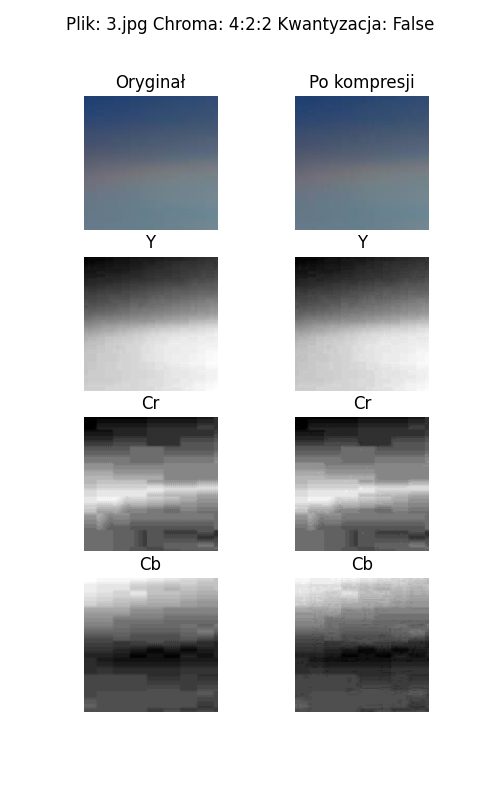 Plik: 3.jpg Chroma: 4:2:2 Kwantyzacja: False
Oryginał Po kompresji
Y Y
Cr Cr
Cb Cb